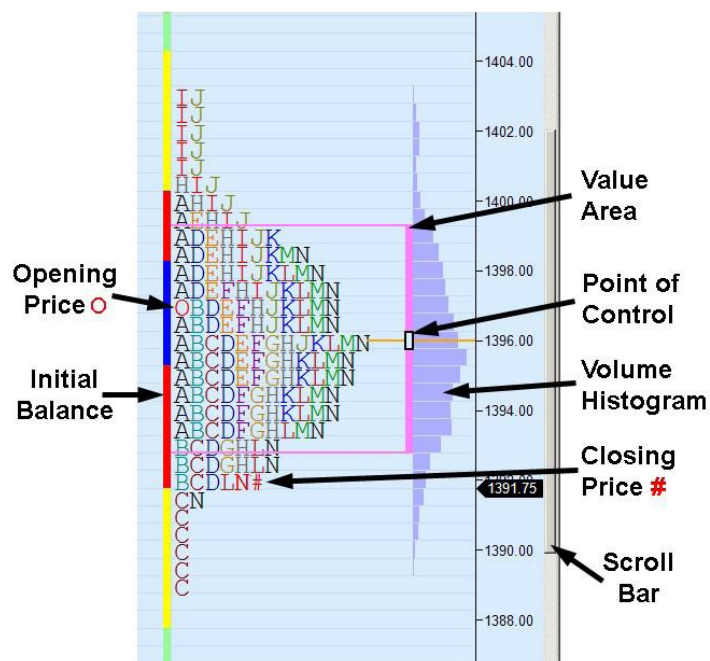 1404.00
IJ
IJ
1402.00
IJ
IJ
IJ
HIJ
Value
Area
AHIJ
1400.00
AEHIJ
ADEHIJK
ADEHIJKMN
Opening
Price O
ADEHIJKLMN
1398.00
Point of
Control
ADEFHIJKLMN
OBDEFHJKLMN
ABDEFHJKLMN
ABCDEFGHJKLMN
1396.00
Initial
Balance
ABCDEFGHKLMN
ABCDEFGHKLMN
Volume
Histogram
ABCDFGHKLMN
ABCDFGHKLMN
1394.00
ABCDFGHLMN
BCDGHLN
BCDGHLN
Closing
Price #
BCDLN#
1391.75
CN
C
C
1390.00
C
C
C
Scroll
Bar
1388.00